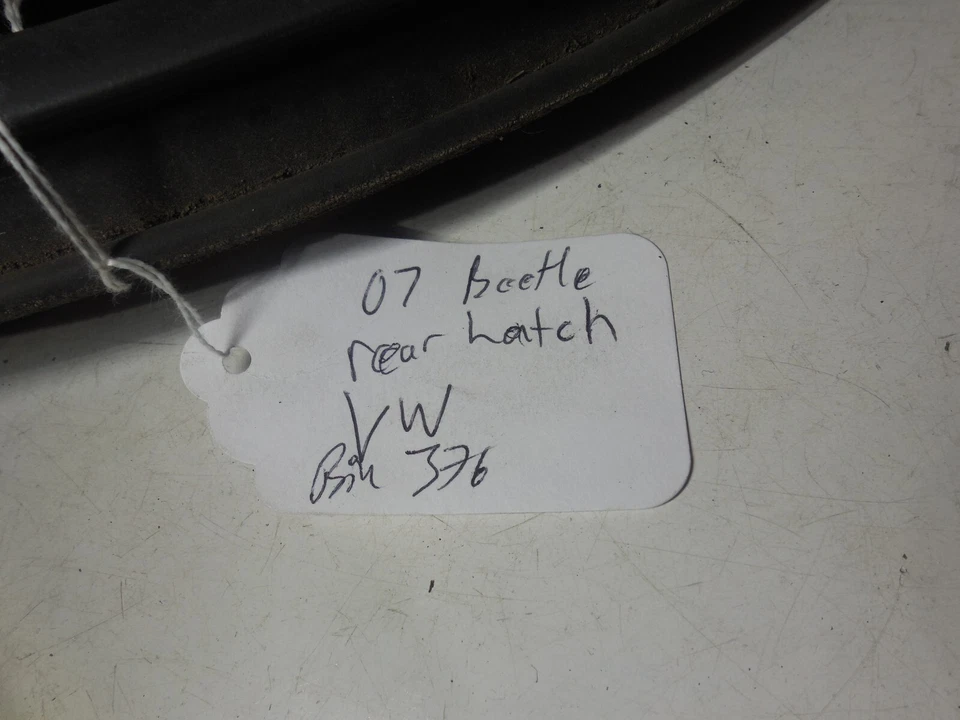 07 Beetle
rear hatch
VW
Bin 376